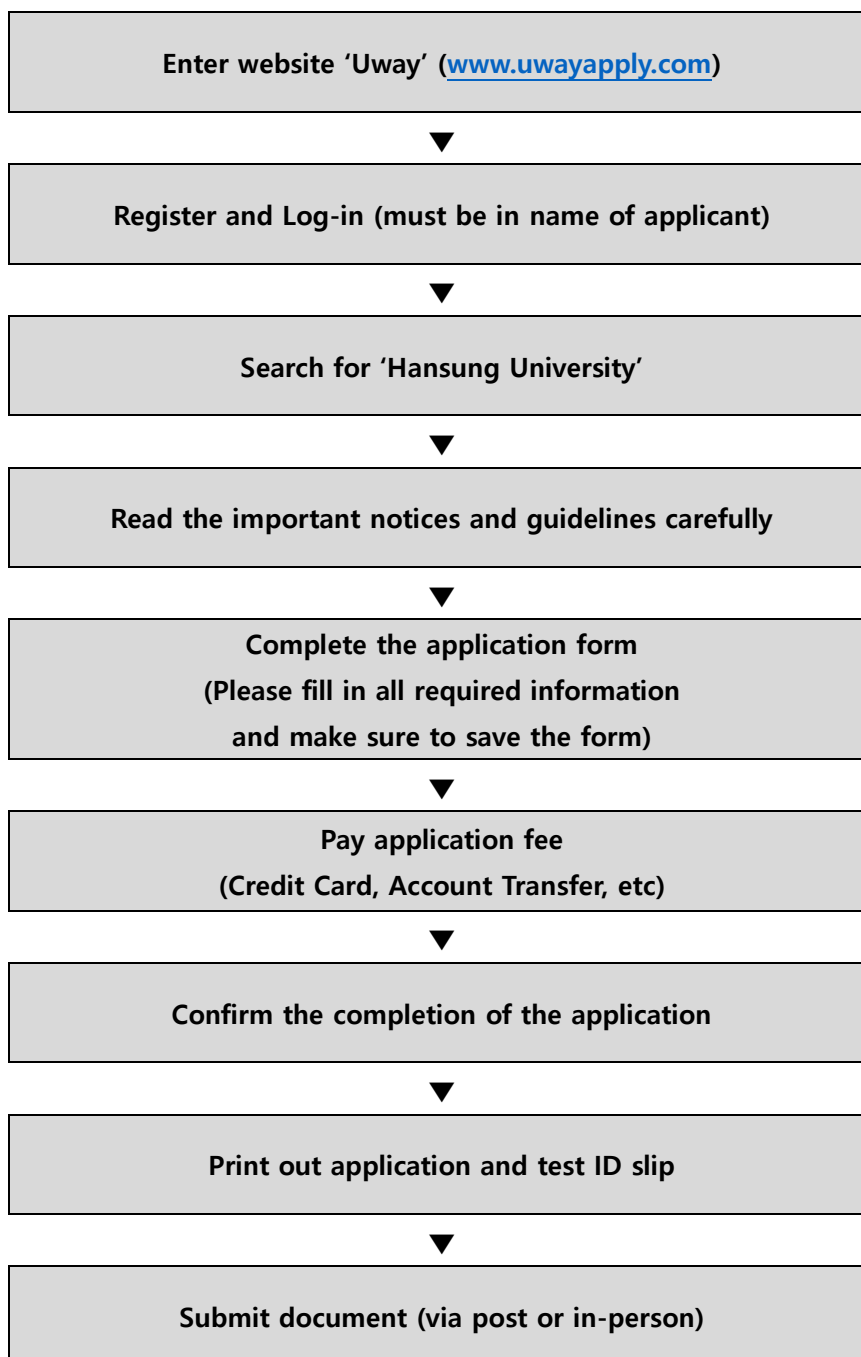 Enter website ‘Uway’ (www.uwayapply.com)
▼
Register and Log-in (must be in name of applicant)
▼
Search for ‘Hansung University’
▼
Read the important notices and guidelines carefully
▼
Complete the application form
(Please fill in all required information
and make sure to save the form)
▼
Pay application fee
(Credit Card, Account Transfer, etc)
▼
Confirm the completion of the application
▼
Print out application and test ID slip
▼
Submit document (via post or in-person)